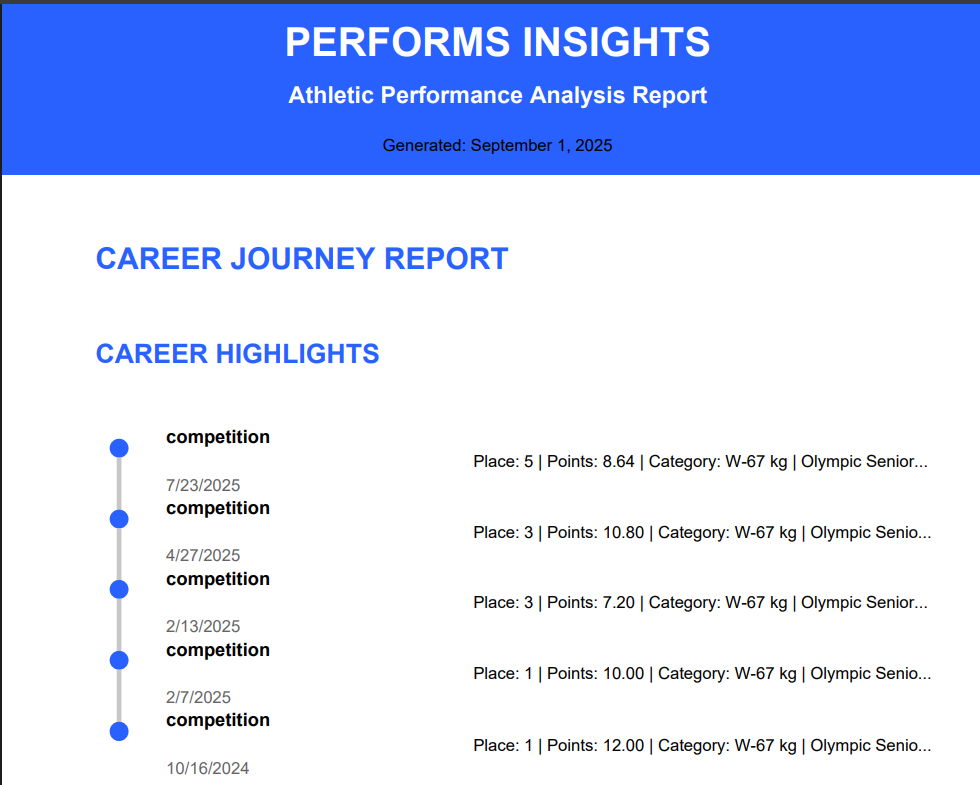 PERFORMS INSIGHTS
Athletic Performance Analysis Report
Generated: September 1, 2025
CAREER JOURNEY REPORT
CAREER HIGHLIGHTS
competition
Place: 5 | Points: 8.64 | Category: W-67 kg | Olympic Senior...
7/23/2025
competition
Place: 3 | Points: 10.80 | Category: W-67 kg | Olympic Senio...
4/27/2025
competition
Place: 3 | Points: 7.20 | Category: W-67 kg | Olympic Senior...
2/13/2025
competition
Place: 1 | Points: 10.00 | Category: W-67 kg | Olympic Senio...
2/7/2025
competition
Place: 1 | Points: 12.00 | Category: W-67 kg | Olympic Senio...
10/16/2024